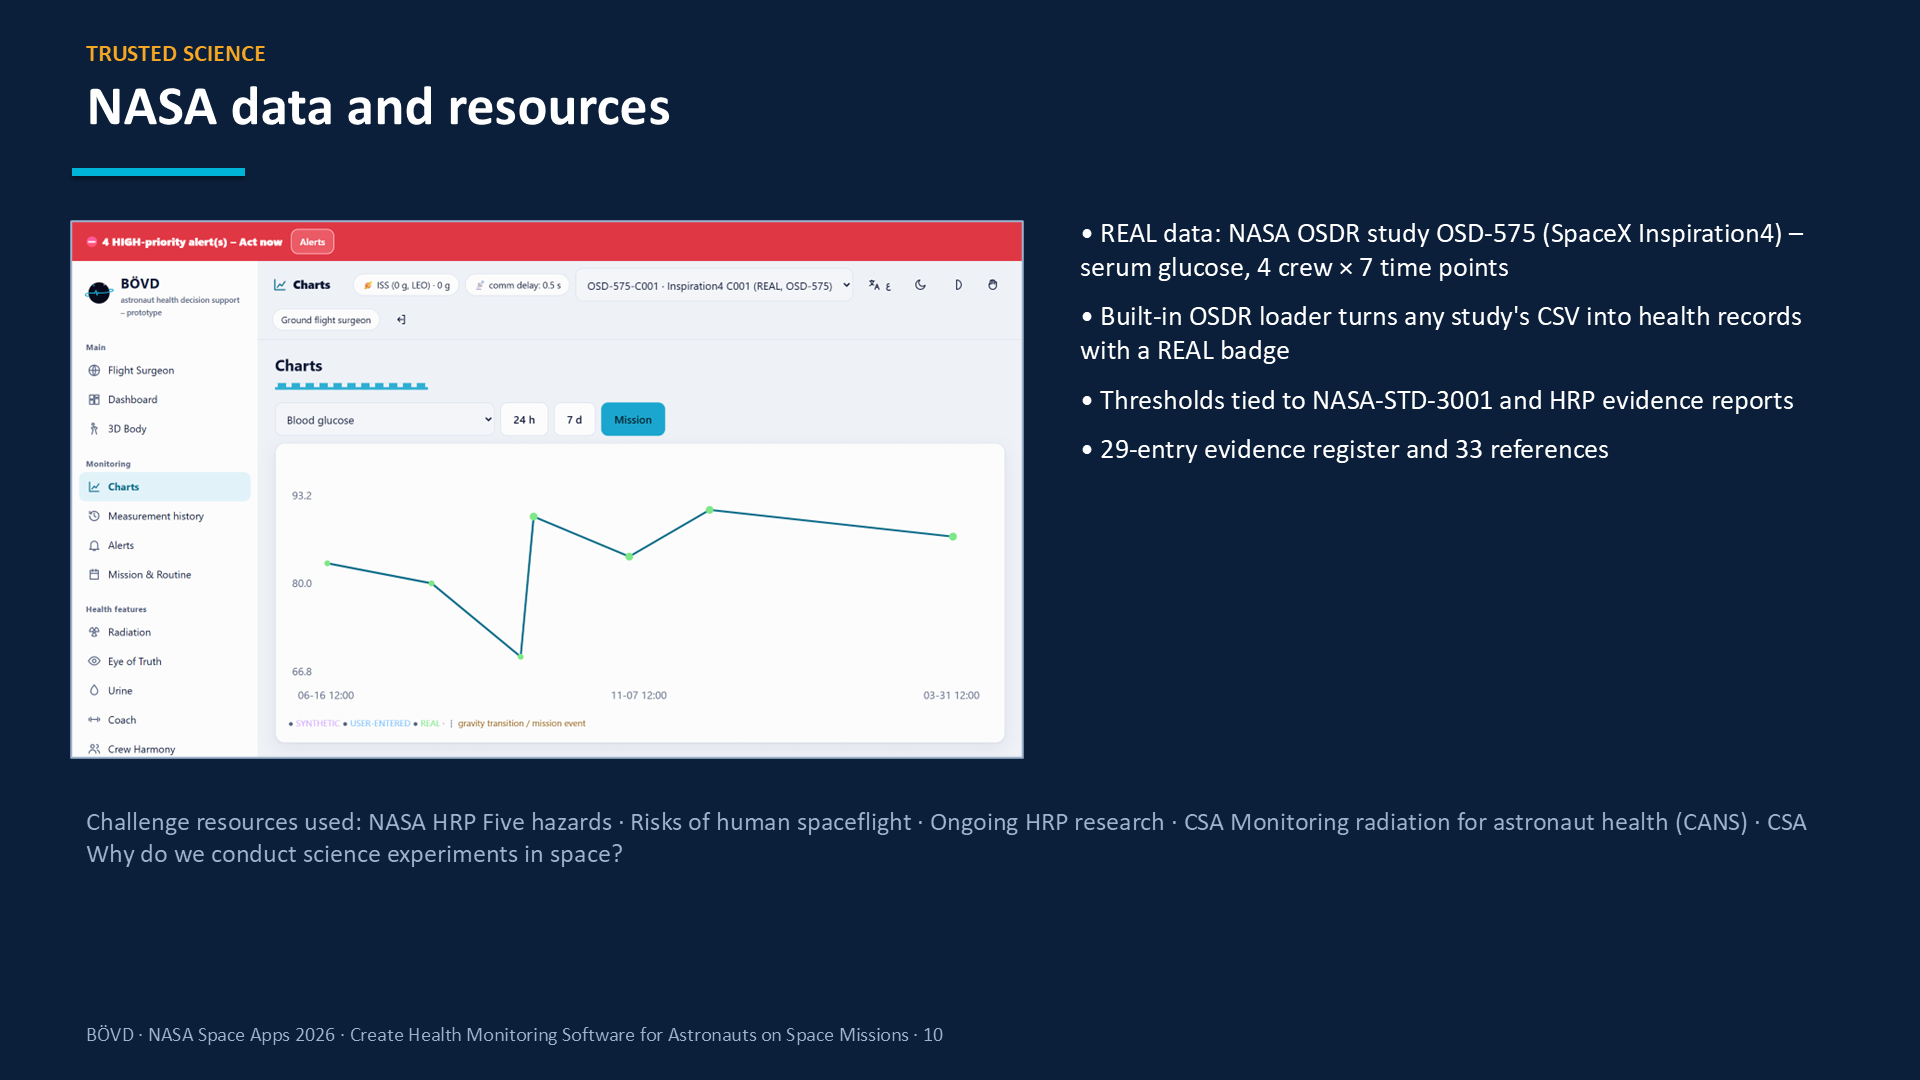 TRUSTED SCIENCE
NASA data and resources
4 HIGH-priority alert(s) – Act now
Alerts
BÖVD
astronaut health decision support
– prototype
Charts
ISS (0 g, LEO) · 0 g
comm delay: 0.5 s
OSD-575-C001 · Inspiration4 C001 (REAL, OSD-575)
ع
D
Ground flight surgeon
Main
Flight Surgeon
Dashboard
3D Body
Monitoring
Charts
Measurement history
Alerts
Mission & Routine
Health features
Radiation
Eye of Truth
Urine
Coach
Crew Harmony
Charts
Blood glucose
24 h
7 d
Mission
93.2
80.0
66.8
06-16 12:00
11-07 12:00
03-31 12:00
● SYNTHETIC ● USER-ENTERED ● REAL · | gravity transition / mission event
• REAL data: NASA OSDR study OSD-575 (SpaceX Inspiration4) –
serum glucose, 4 crew × 7 time points
• Built-in OSDR loader turns any study's CSV into health records
with a REAL badge
• Thresholds tied to NASA-STD-3001 and HRP evidence reports
• 29-entry evidence register and 33 references
Challenge resources used: NASA HRP Five hazards · Risks of human spaceflight · Ongoing HRP research · CSA Monitoring radiation for astronaut health (CANS) · CSA
Why do we conduct science experiments in space?
BÖVD · NASA Space Apps 2026 · Create Health Monitoring Software for Astronauts on Space Missions · 10